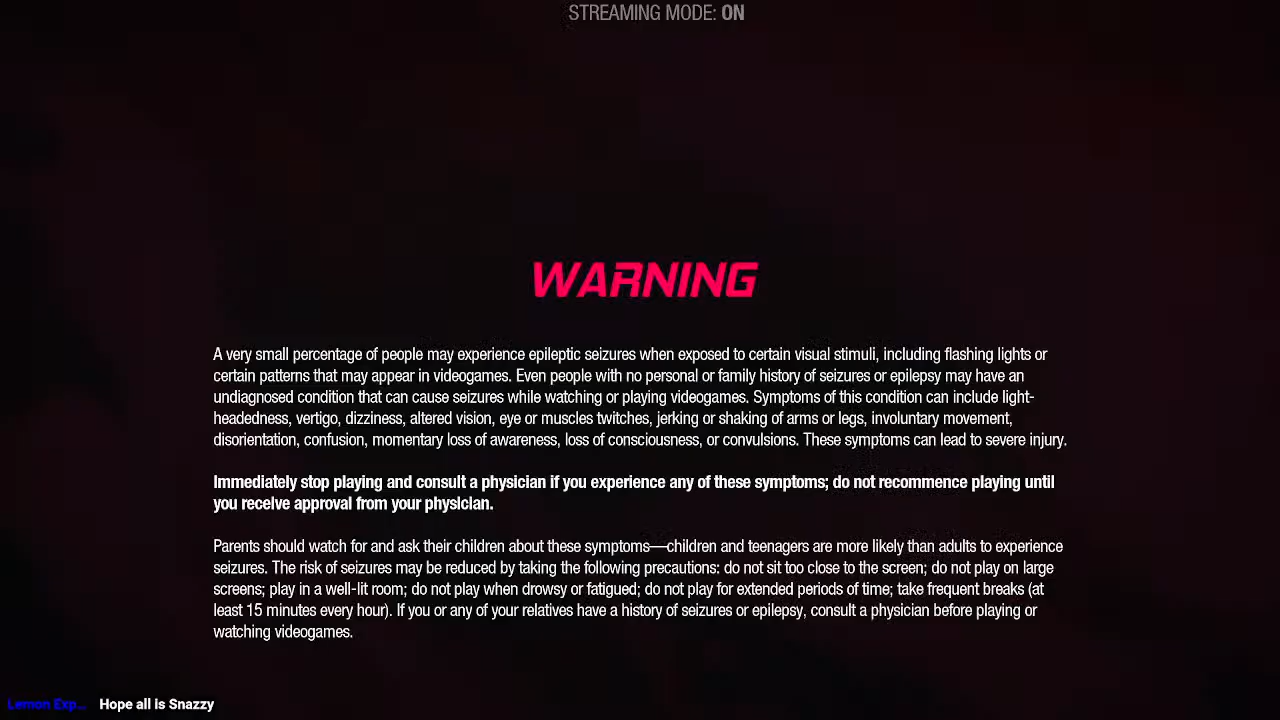 STREAMING MODE: ON
WARNING
A very small percentage of people may experience epileptic seizures when exposed to certain visual stimuli, including flashing lights or
certain patterns that may appear in videogames. Even people with no personal or family history of seizures or epilepsy may have an
undiagnosed condition that can cause seizures while watching or playing videogames. Symptoms of this condition can include light-
headedness, vertigo, dizziness, altered vision, eye or muscles twitches, jerking or shaking of arms or legs, involuntary movement,
disorientation, confusion, momentary loss of awareness, loss of consciousness, or convulsions. These symptoms can lead to severe injury.
Immediately stop playing and consult a physician if you experience any of these symptoms; do not recommence playing until
you receive approval from your physician.
Parents should watch for and ask their children about these symptoms—children and teenagers are more likely than adults to experience
seizures. The risk of seizures may be reduced by taking the following precautions: do not sit too close to the screen; do not play on large
screens; play in a well-lit room; do not play when drowsy or fatigued; do not play for extended periods of time; take frequent breaks (at
least 15 minutes every hour). If you or any of your relatives have a history of seizures or epilepsy, consult a physician before playing or
watching videogames.
Lemon Exp... Hope all is Snazzy